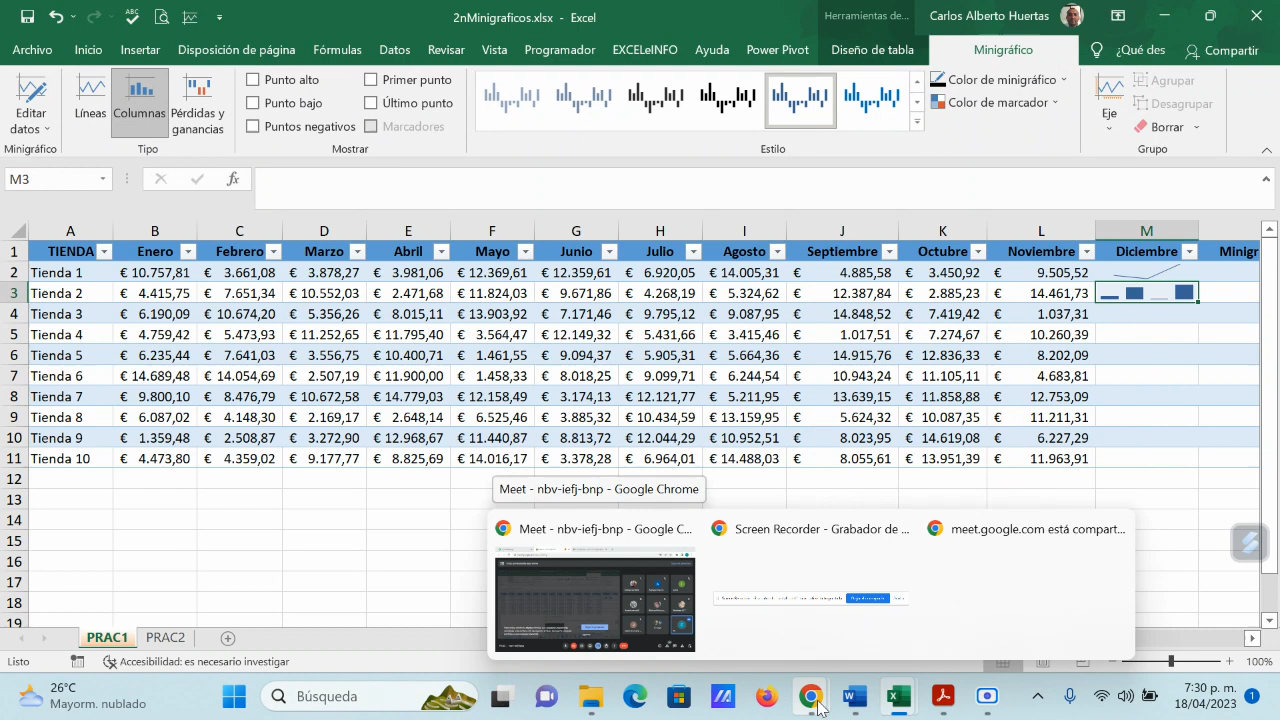 2nMinigraficos.xlsx - Excel
Herramientas de...
Carlos Alberto Huertas
Archivo Inicio Insertar Disposición de página Fórmulas Datos Revisar Vista Programador EXCELeINFO Ayuda Power Pivot Diseño de tabla Minigráfico ¿Qué des Compartir
Editar datos
Líneas
Columnas
Pérdidas y ganancias
Punto alto
Punto bajo
Puntos negativos
Primer punto
Último punto
Marcadores
Color de minigráfico
Color de marcador
Eje
Agrupar
Desagrupar
Borrar
Minigráfico Tipo Mostrar Estilo Grupo
M3 fx
A B C D E F G H I J K L M
1 TIENDA Enero Febrero Marzo Abril Mayo Junio Julio Agosto Septiembre Octubre Noviembre Diciembre Minigr
2 Tienda 1 € 10.757,81 € 3.661,08 € 3.878,27 € 3.981,06 € 12.369,61 € 12.359,61 € 6.920,05 € 14.005,31 € 4.885,58 € 3.450,92 € 9.505,52
3 Tienda 2 € 4.415,75 € 7.651,34 € 10.552,03 € 2.471,68 € 11.824,03 € 9.671,86 € 4.268,19 € 5.324,62 € 12.387,84 € 2.885,23 € 14.461,73
4 Tienda 3 € 6.190,09 € 10.674,20 € 5.356,26 € 8.015,11 € 13.903,92 € 7.171,46 € 9.795,12 € 9.087,95 € 14.848,52 € 7.419,42 € 1.037,31
5 Tienda 4 € 4.759,42 € 5.473,93 € 11.252,65 € 11.795,40 € 3.564,47 € 12.149,32 € 5.431,66 € 3.415,46 € 1.017,51 € 7.274,67 € 10.260,39
6 Tienda 5 € 6.235,44 € 7.641,03 € 3.556,75 € 10.400,71 € 1.461,55 € 9.094,37 € 5.905,31 € 5.664,36 € 14.915,76 € 12.836,33 € 8.202,09
7 Tienda 6 € 14.689,48 € 14.054,69 € 2.507,19 € 11.900,00 € 1.458,33 € 8.018,25 € 9.099,71 € 6.244,54 € 10.943,24 € 11.105,11 € 4.683,81
8 Tienda 7 € 9.800,10 € 8.476,79 € 10.672,58 € 14.779,03 € 12.158,49 € 3.174,13 € 12.121,77 € 5.211,95 € 13.639,15 € 11.858,88 € 12.753,09
9 Tienda 8 € 6.087,02 € 4.148,30 € 2.169,17 € 2.648,14 € 6.525,46 € 3.885,32 € 10.434,59 € 13.159,95 € 5.624,32 € 10.087,35 € 11.211,31
10 Tienda 9 € 1.359,48 € 2.508,87 € 3.272,90 € 12.968,67 € 11.440,87 € 8.813,72 € 12.044,29 € 10.952,51 € 8.023,95 € 14.619,08 € 6.227,29
11 Tienda 10 € 4.473,80 € 4.359,02 € 9.177,77 € 8.825,69 € 14.016,17 € 3.378,28 € 6.964,01 € 14.488,03 € 8.055,61 € 13.951,39 € 11.963,91
12
13
14
15
16
17
18
19
Meet - nbv-iefj-bnp - Google Chrome
Meet - nbv-iefj-bnp - Google C...
Screen Recorder - Grabador de ...
meet.google.com está compart...
PRAC1 PRAC2
Listo
Accesibilidad: es necesario investigar
100%
26°C
Mayorm. nublado
Búsqueda
7:30 p. m.
18/04/2023
1